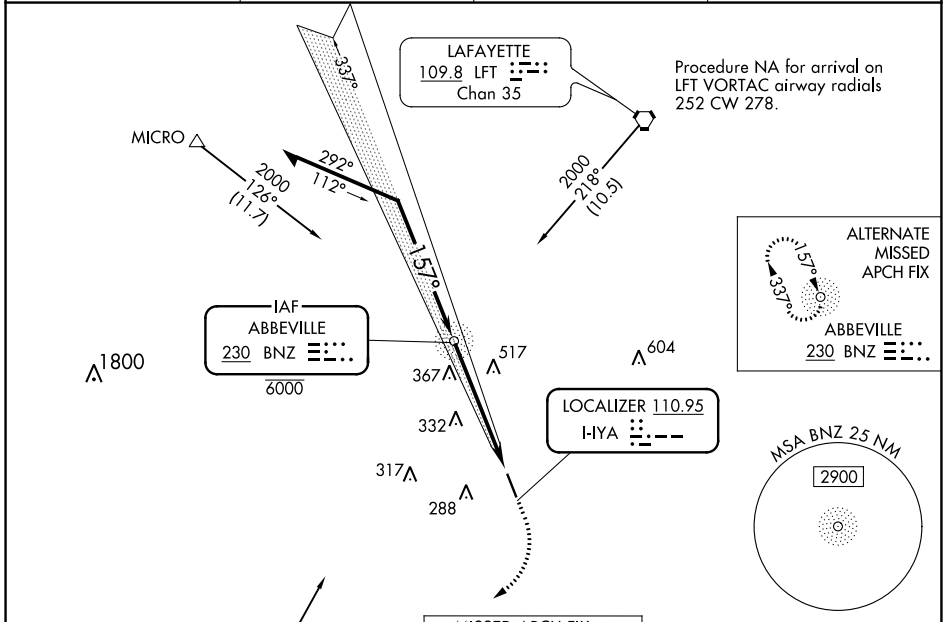 LAFAYETTE
109.8 LFT
Chan 35
Procedure NA for arrival on
LFT VORTAC airway radials
252 CW 278.
337°
MICRO
2000
126°
(11.7)
292°
112°
2000
218°
(10.5)
157°
ALTERNATE
MISSED
APCH FIX
157°
337°
ABBEVILLE
230 BNZ
IAF
ABBEVILLE
230 BNZ
6000
1800
367
517
604
332
LOCALIZER 110.95
I-IYA
317
288
MSA BNZ 25 NM
2900
MISSED APCH FIX